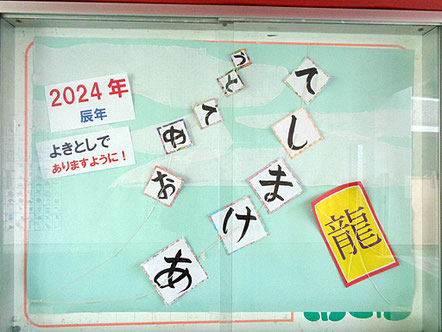 2024年
辰年
よきとしで
ありますように！
あけまして
おめでとう
龍